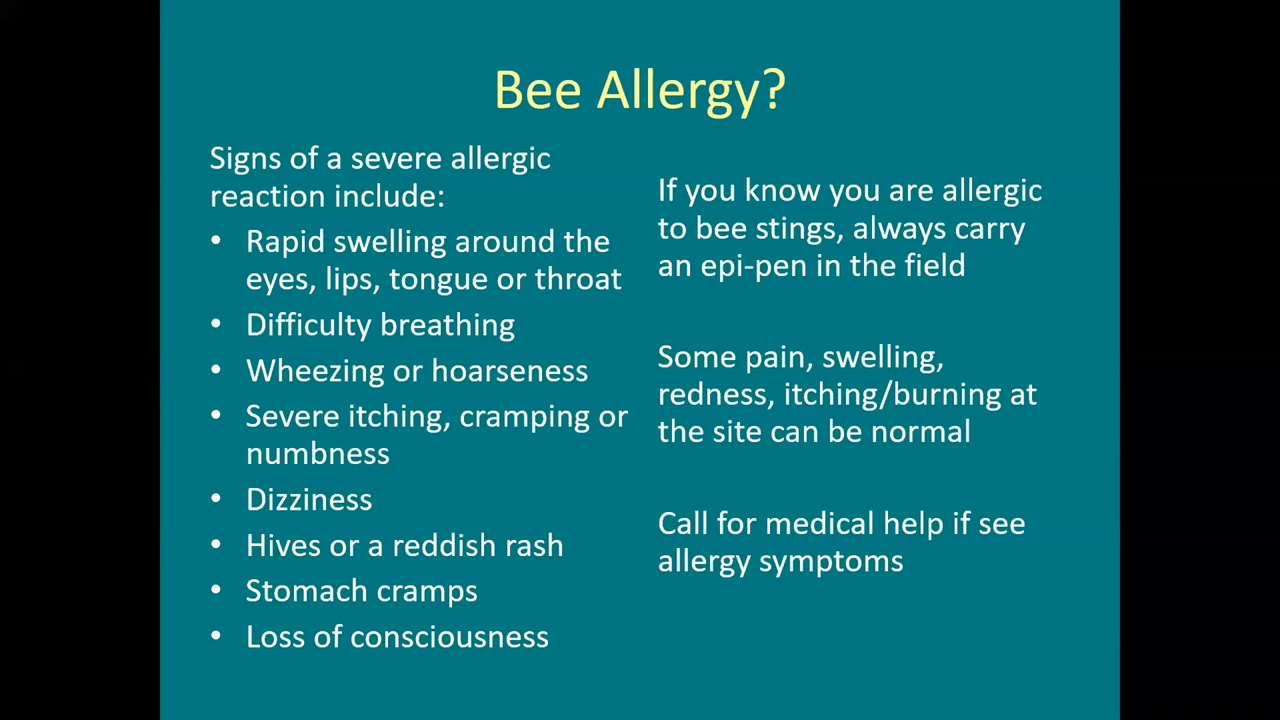 Bee Allergy?
Signs of a severe allergic
reaction include:
• Rapid swelling around the
eyes, lips, tongue or throat
• Difficulty breathing
• Wheezing or hoarseness
• Severe itching, cramping or
numbness
• Dizziness
• Hives or a reddish rash
• Stomach cramps
• Loss of consciousness
If you know you are allergic
to bee stings, always carry
an epi-pen in the field
Some pain, swelling,
redness, itching/burning at
the site can be normal
Call for medical help if see
allergy symptoms